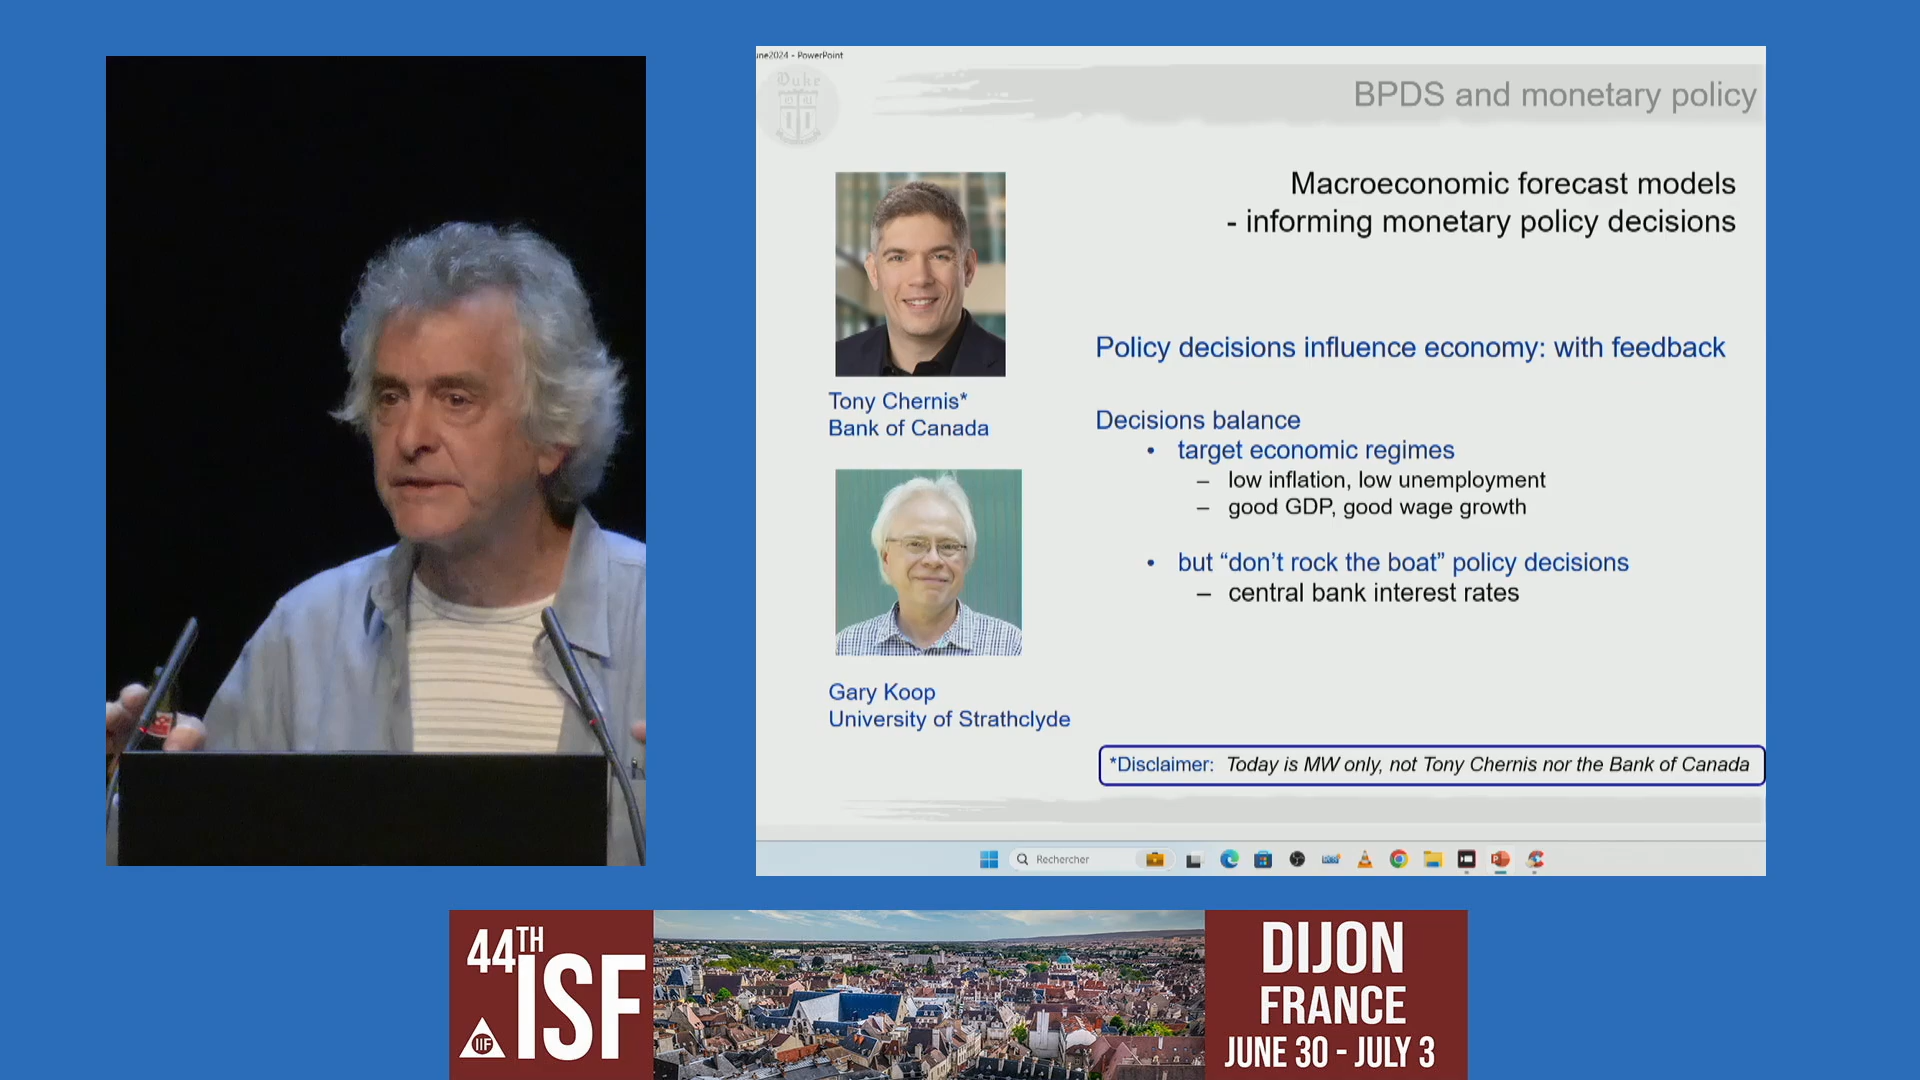 une2024 - PowerPoint
Duke
BPDS and monetary policy
Macroeconomic forecast models
- informing monetary policy decisions
Policy decisions influence economy: with feedback
Tony Chernis*
Bank of Canada
Decisions balance
• target economic regimes
– low inflation, low unemployment
– good GDP, good wage growth
• but “don’t rock the boat” policy decisions
– central bank interest rates
Gary Koop
University of Strathclyde
*Disclaimer: Today is MW only, not Tony Chernis nor the Bank of Canada
Rechercher
44TH
ISF
IIF
DIJON
FRANCE
JUNE 30 - JULY 3